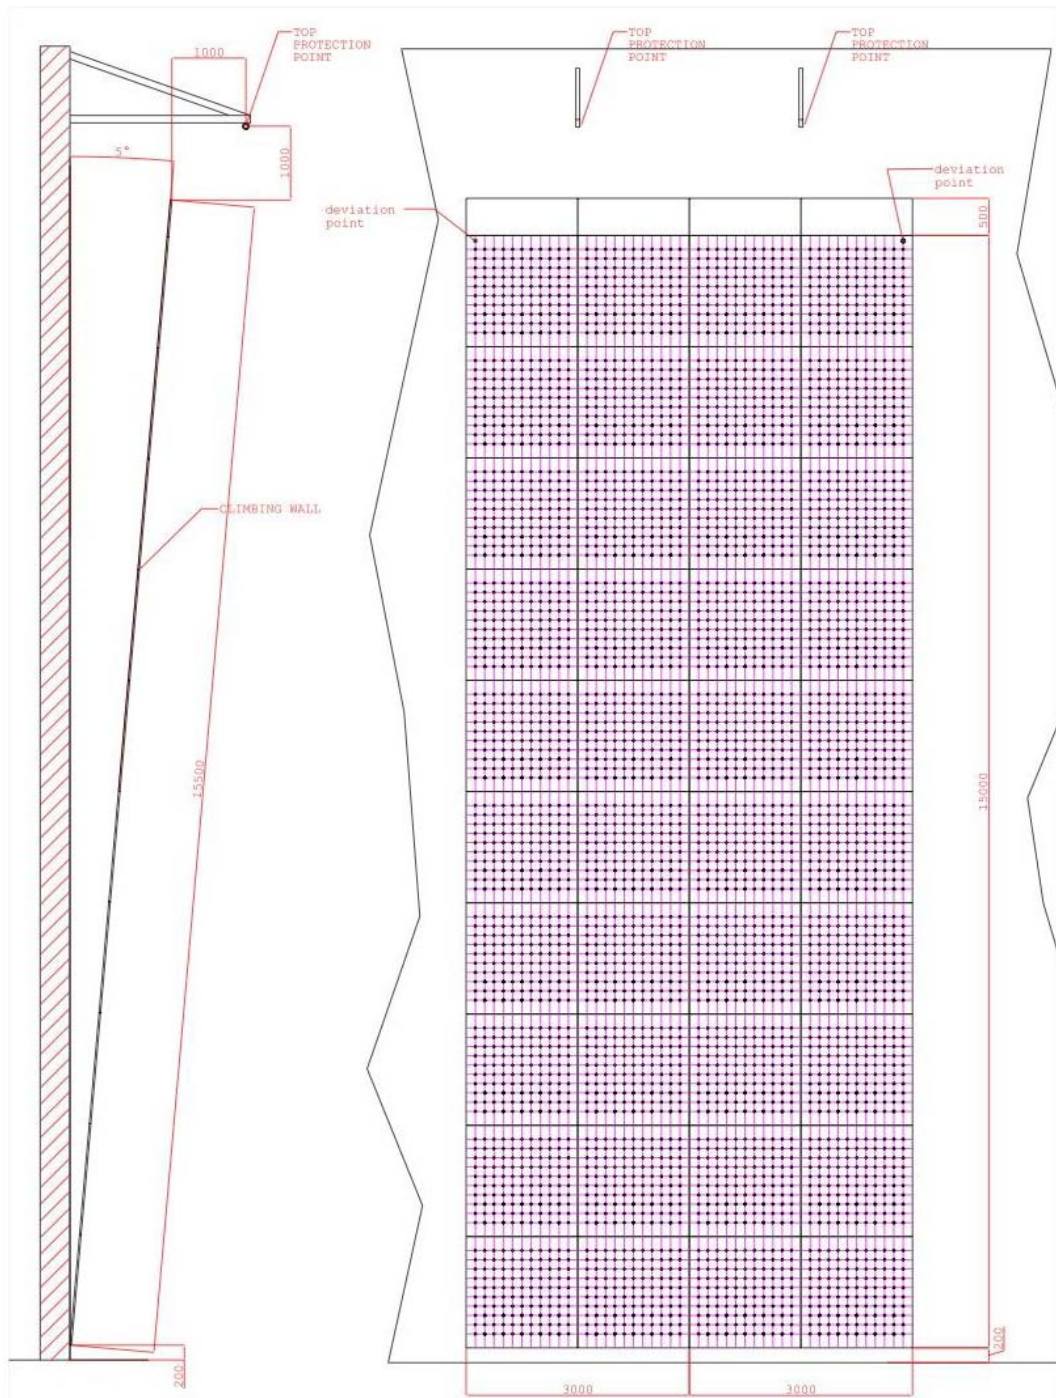 TOP
PROTECTION
POINT
1000
1000
5°
CLIMBING WALL
15500
200
TOP
PROTECTION
POINT
TOP
PROTECTION
POINT
deviation
point
deviation
point
500
15000
200
3000
3000